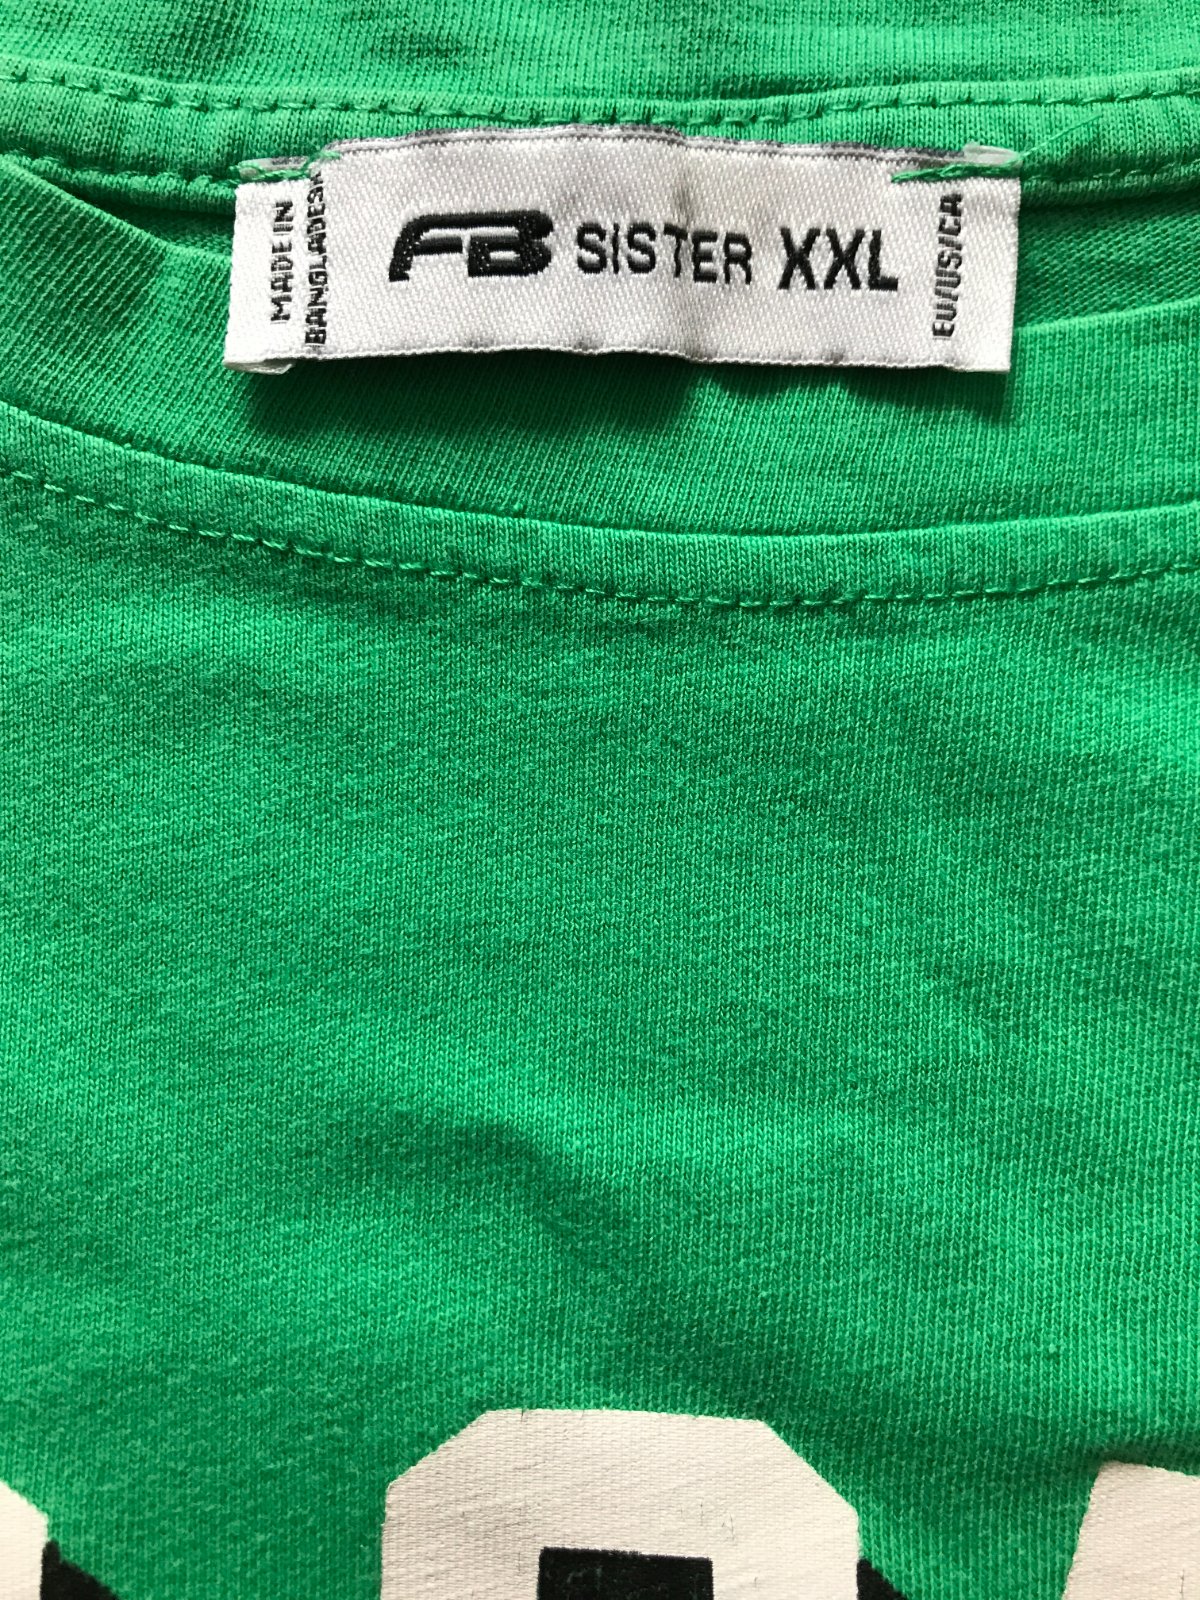 MADE IN
BANGLADESH
FB SISTER XXL
EU/US/CA